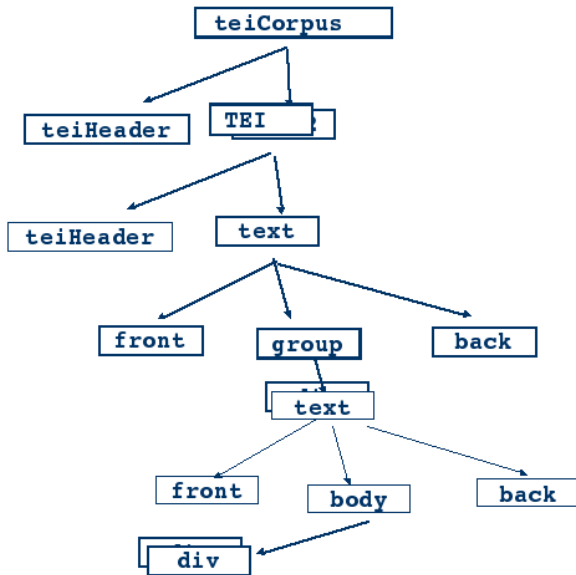 teiCorpus
teiHeader
TEI
teiHeader
text
front
group
back
text
front
body
back
div